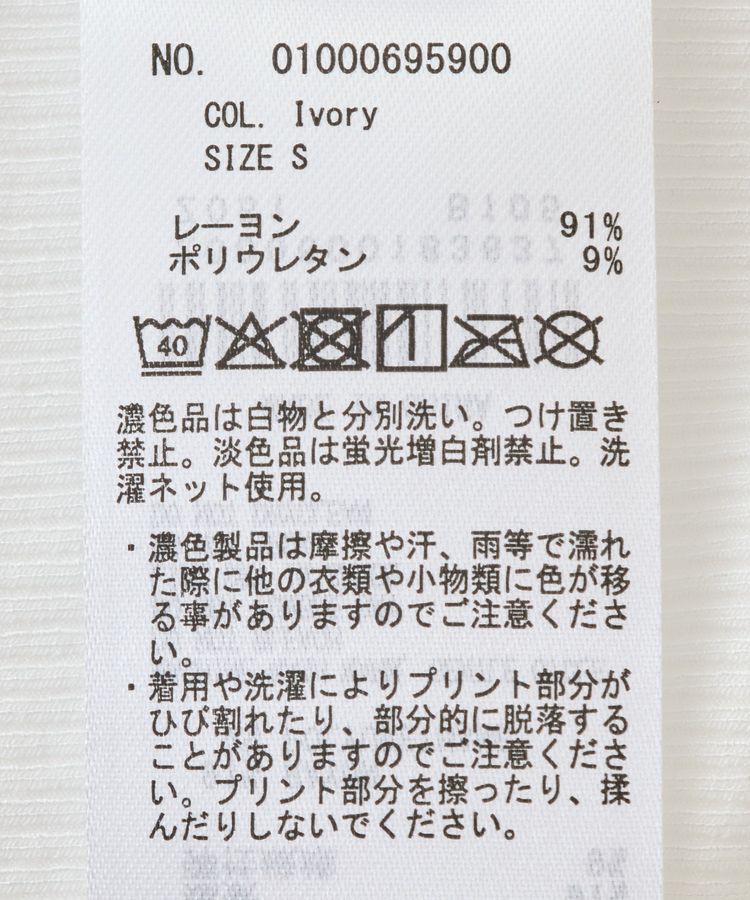 NO. 01000695900
COL. Ivory
SIZE S
レーヨン 91%
ポリウレタン 9%
40
濃色品は白物と分別洗い。つけ置き
禁止。淡色品は蛍光増白剤禁止。洗
濯ネット使用。
・濃色製品は摩擦や汗、雨等で濡れ
た際に他の衣類や小物類に色が移
る事がありますのでご注意くださ
い。
・着用や洗濯によりプリント部分が
ひび割れたり、部分的に脱落する
ことがありますのでご注意くださ
い。プリント部分を擦ったり、揉
んだりしないでください。